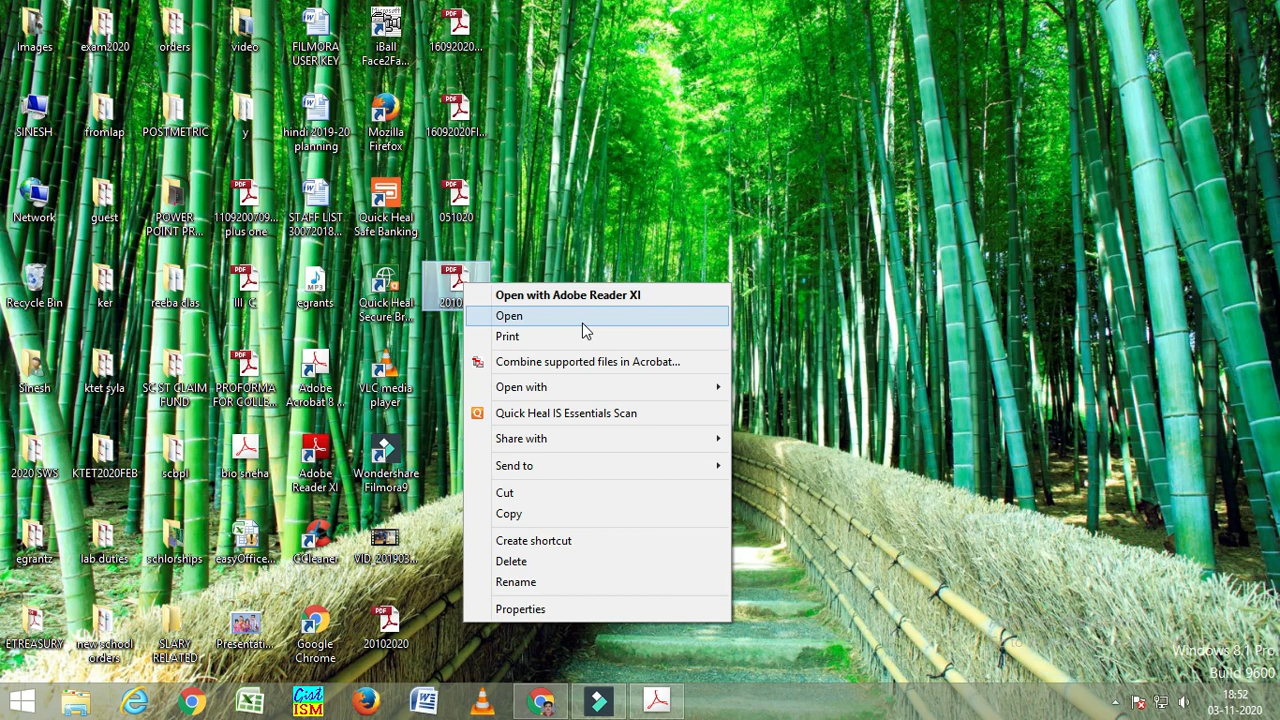 Images
exam2020
orders
video
FILMORA
USER KEY
iBall
Face2Fa...
16092020...
SINESH
fromlap
POSTMETRIC
y
hindi 2019-20
planning
Mozilla
Firefox
16092020FI...
Network
guest
POWER
POINT PR...
1109200709...
plus one
STAFF LIST
30072018...
Quick Heal
Safe Banking
051020
Recycle Bin
ker
reeba clas
III_C
egrants
Quick Heal
Secure Br...
2010
Sinesh
ktet syla
SC ST CLAIM
FUND
PROFORMA
FOR COLLE...
Adobe
Acrobat 8 ...
VLC media
player
2020 SWS
KTET2020FEB
scbpl
bio sneha
Adobe
Reader XI
Wondershare
Filmora9
egrantz
lab duties
schlorships
easyOffice...
CCleaner
VID_201903...
ETREASURY
new school
orders
SLARY
RELATED
Presentati...
Google
Chrome
20102020
Open with Adobe Reader XI
Open
Print
Combine supported files in Acrobat...
Open with
Quick Heal IS Essentials Scan
Share with
Send to
Cut
Copy
Create shortcut
Delete
Rename
Properties
Windows 8.1 Pro
Build 9600
Gist
ISM
18:52
03-11-2020